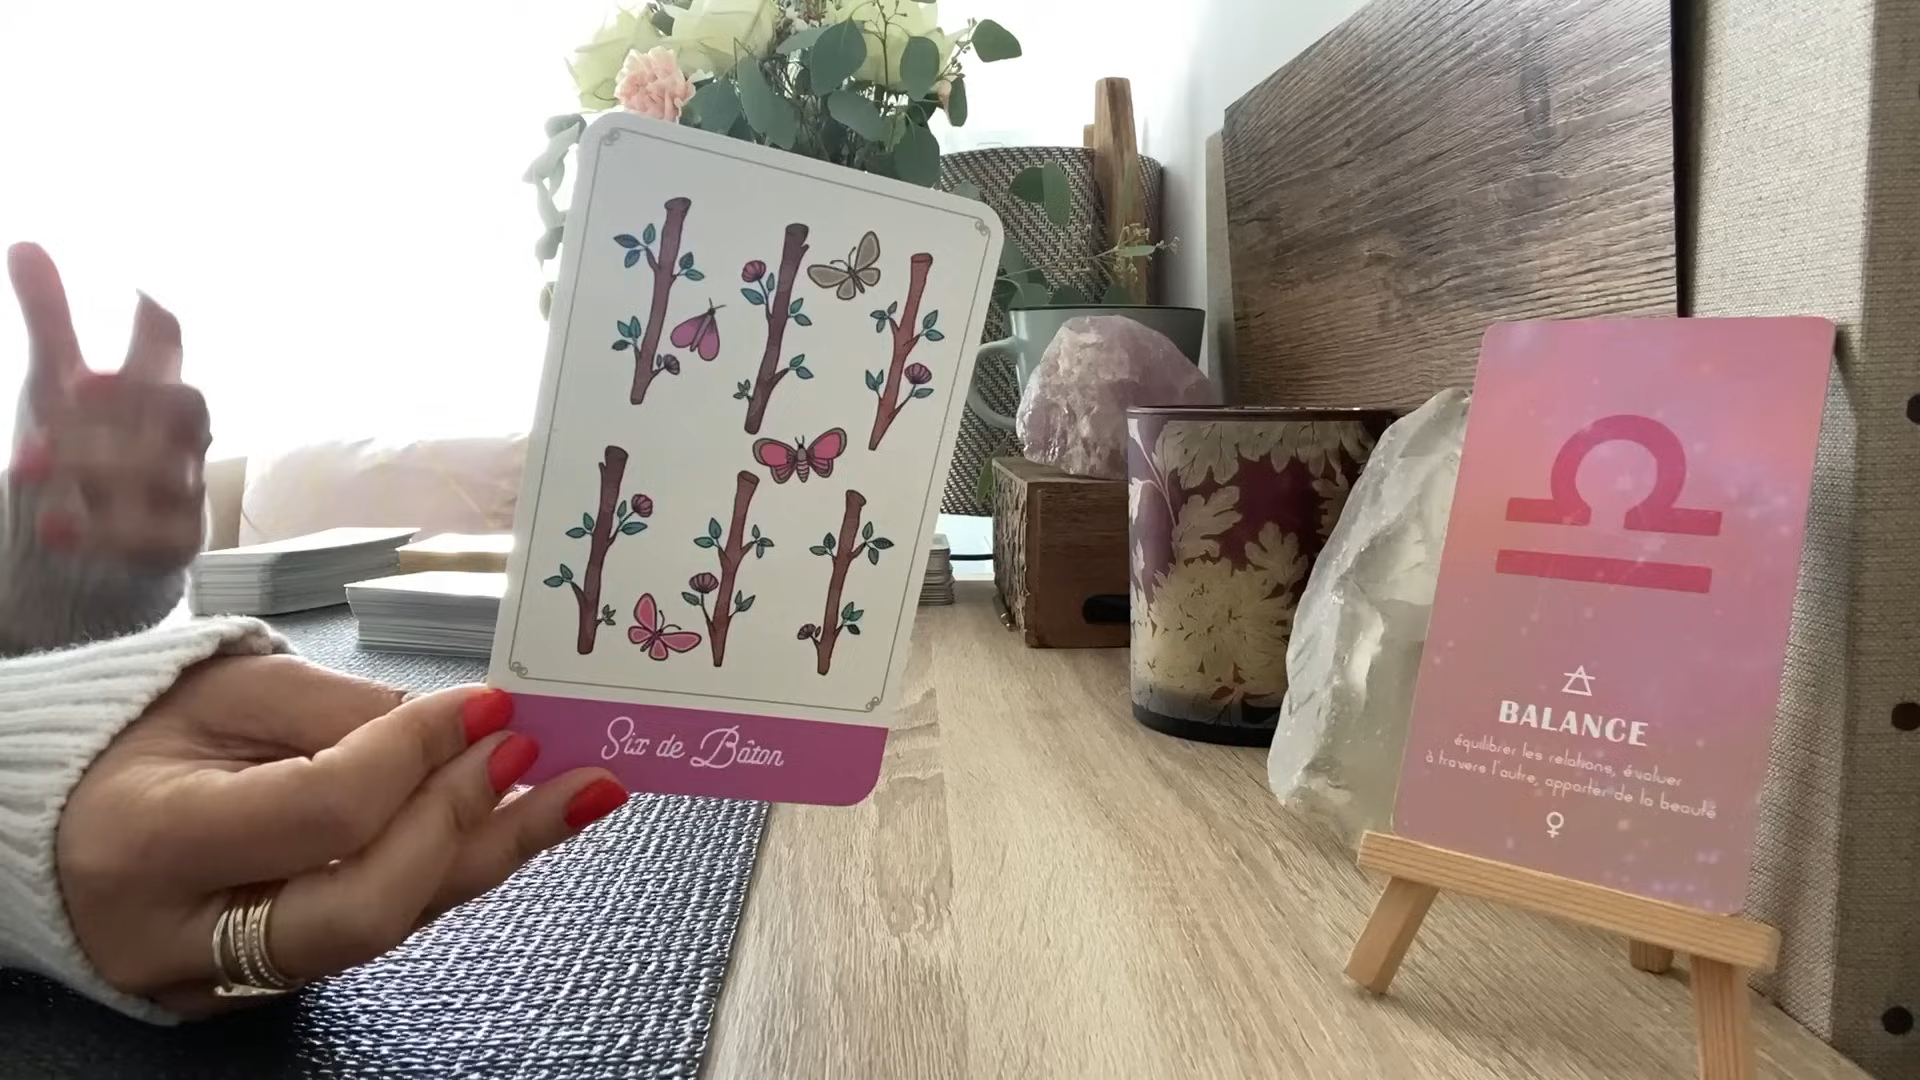 Six de Bâton
BALANCE
équilibrer les relations, évoluer
à travers l'autre, apporter de la beauté